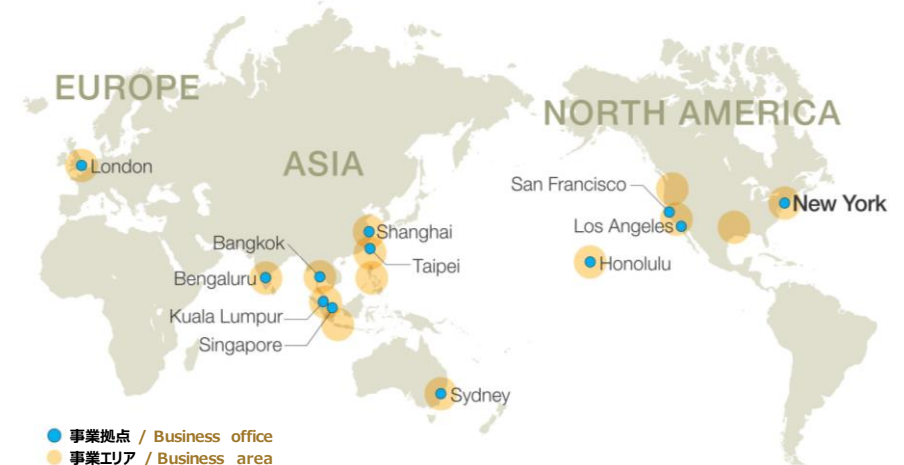 EUROPE
NORTH AMERICA
ASIA
London
San Francisco
New York
Los Angeles
Shanghai
Bangkok
Taipei
Honolulu
Bengaluru
Kuala Lumpur
Singapore
Sydney
事業拠点 / Business office
事業エリア / Business area